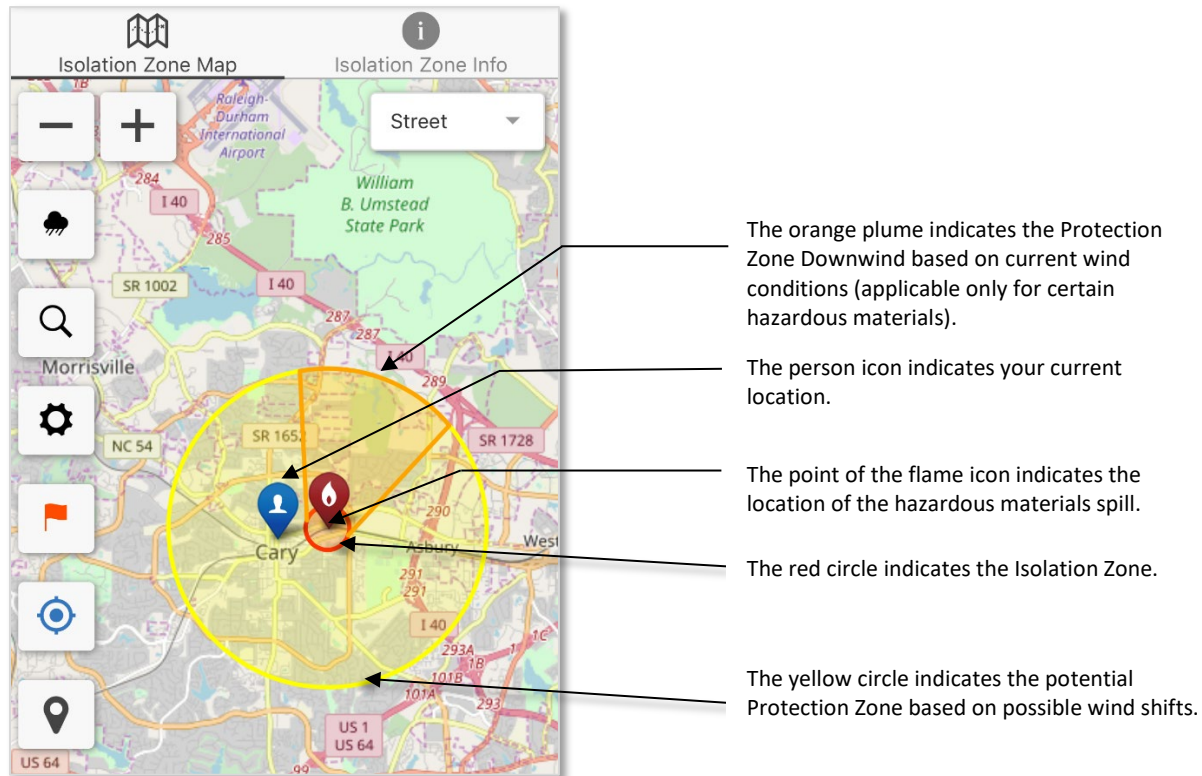 Isolation Zone Map
Isolation Zone Info
1B
Raleigh-
Durham
International
Airport
Street
284
I 40
William
B. Umstead
State Park
285
SR 1002
I 40
287
287
Morrisville
I 40
289
NC 54
SR 1652
SR 1728
290
Cary
Asbury
West
291
291
I 40
293A
1B
1C
101B
101A
293
US 1
US 64
US 64
99
The orange plume indicates the Protection
Zone Downwind based on current wind
conditions (applicable only for certain
hazardous materials).
The person icon indicates your current
location.
The point of the flame icon indicates the
location of the hazardous materials spill.
The red circle indicates the Isolation Zone.
The yellow circle indicates the potential
Protection Zone based on possible wind shifts.